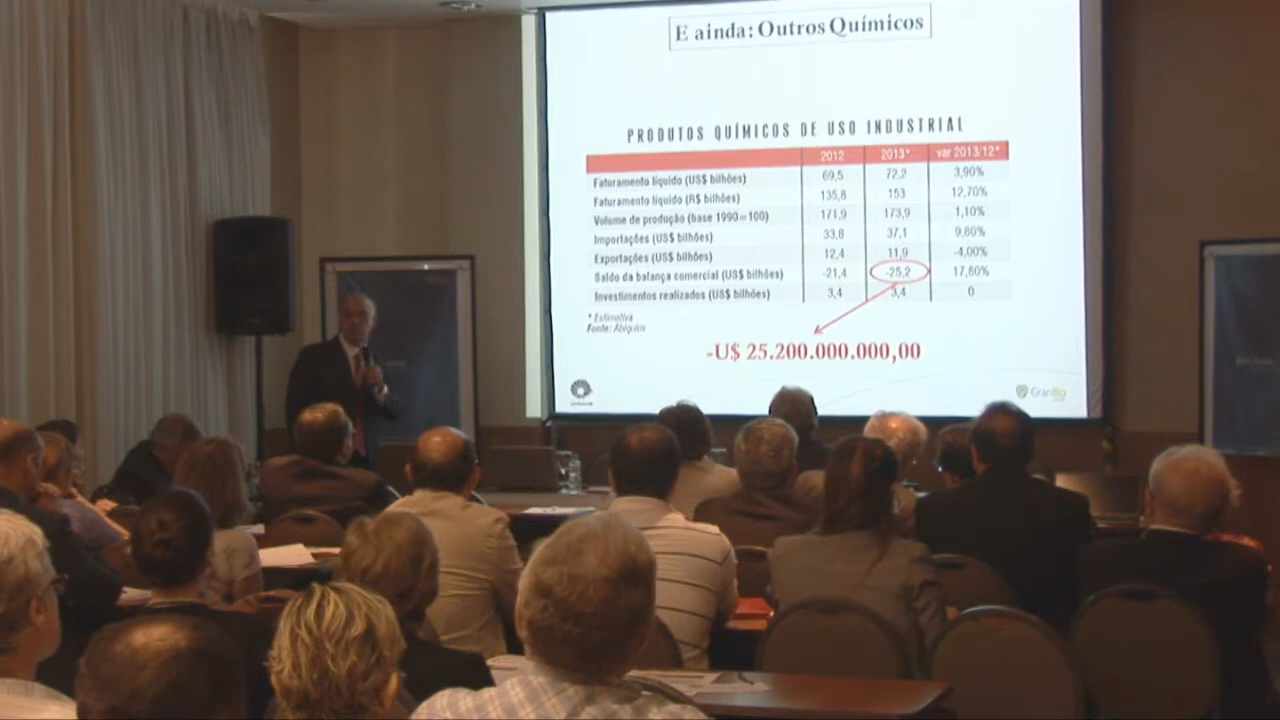 E ainda: Outros Químicos
PRODUTOS QUÍMICOS DE USO INDUSTRIAL
2012 2013* var 2013/12*
Faturamento líquido (US$ bilhões) 69,5 72,2 3,90%
Faturamento líquido (R$ bilhões) 135,8 153 12,70%
Volume de produção (base 1990=100) 171,9 173,9 1,10%
Importações (US$ bilhões) 33,8 37,1 9,80%
Exportações (US$ bilhões) 12,4 11,9 -4,00%
Saldo da balança comercial (US$ bilhões) -21,4 -25,2 17,60%
Investimentos realizados (US$ bilhões) 3,4 3,4 0
* Estimativa
Fonte: Abiquim
-U$ 25.200.000.000,00
GranBio